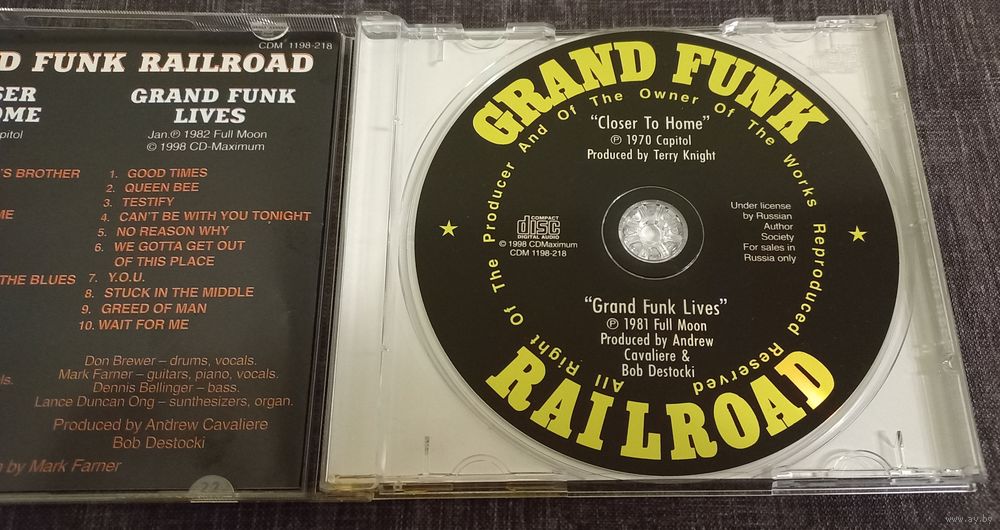 CDM 1198-218
D FUNK RAILROAD
SER
OME
apitol
GRAND FUNK
LIVES
Jan.℗ 1982 Full Moon
© 1998 CD-Maximum
'S BROTHER
ME
THE BLUES
1. GOOD TIMES
2. QUEEN BEE
3. TESTIFY
4. CAN'T BE WITH YOU TONIGHT
5. NO REASON WHY
6. WE GOTTA GET OUT
OF THIS PLACE
7. Y.O.U.
8. STUCK IN THE MIDDLE
9. GREED OF MAN
10. WAIT FOR ME
Don Brewer – drums, vocals.
Mark Farner – guitars, piano, vocals.
ls.
Dennis Bellinger – bass.
Lance Duncan Ong – sunthesizers, organ.
Produced by Andrew Cavaliere
Bob Destocki
n by Mark Farner
GRAND FUNK
All Right Of The Producer And Of The Owner Of The Works Reproduced Reserved
"Closer To Home"
℗ 1970 Capitol
Produced by Terry Knight
COMPACT
disc
DIGITAL AUDIO
© 1998 CDMaximum
CDM 1198-218
Under license
by Russian
Author
Society
For sales in
Russia only
"Grand Funk Lives"
℗ 1981 Full Moon
Produced by Andrew
Cavaliere &
Bob Destocki
RAILROAD
www.ay.by